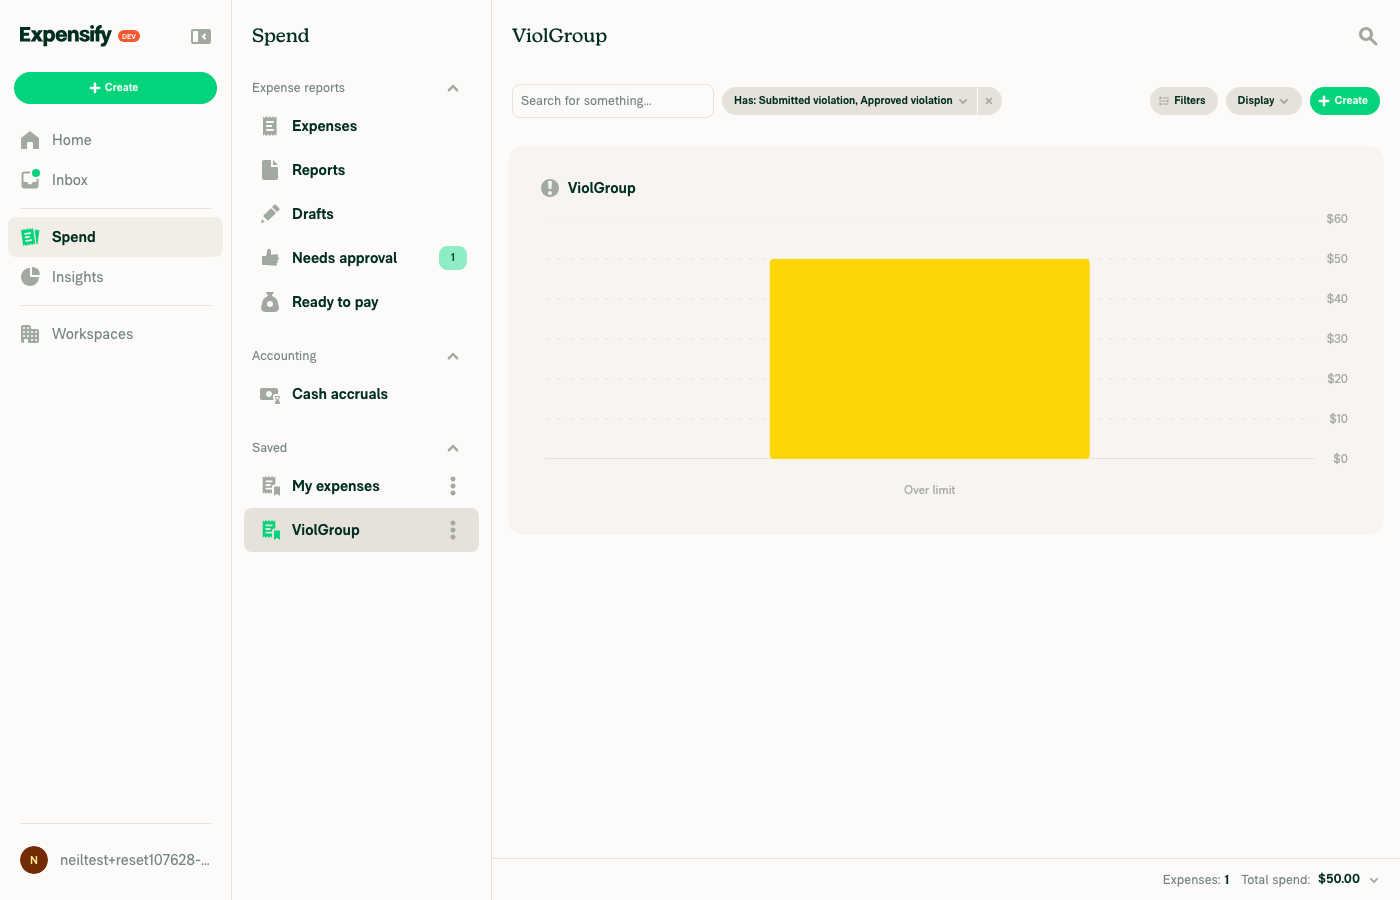 Expensify DEV
Create
Home
Inbox
Spend
Insights
Workspaces
N neiltest+reset107628-...
Spend
Expense reports
Expenses
Reports
Drafts
Needs approval 1
Ready to pay
Accounting
Cash accruals
Saved
My expenses
ViolGroup
ViolGroup
Search for something... Has: Submitted violation, Approved violation Filters Display Create
ViolGroup
$60
$50
$40
$30
$20
$10
$0
Over limit
Expenses: 1 Total spend: $50.00